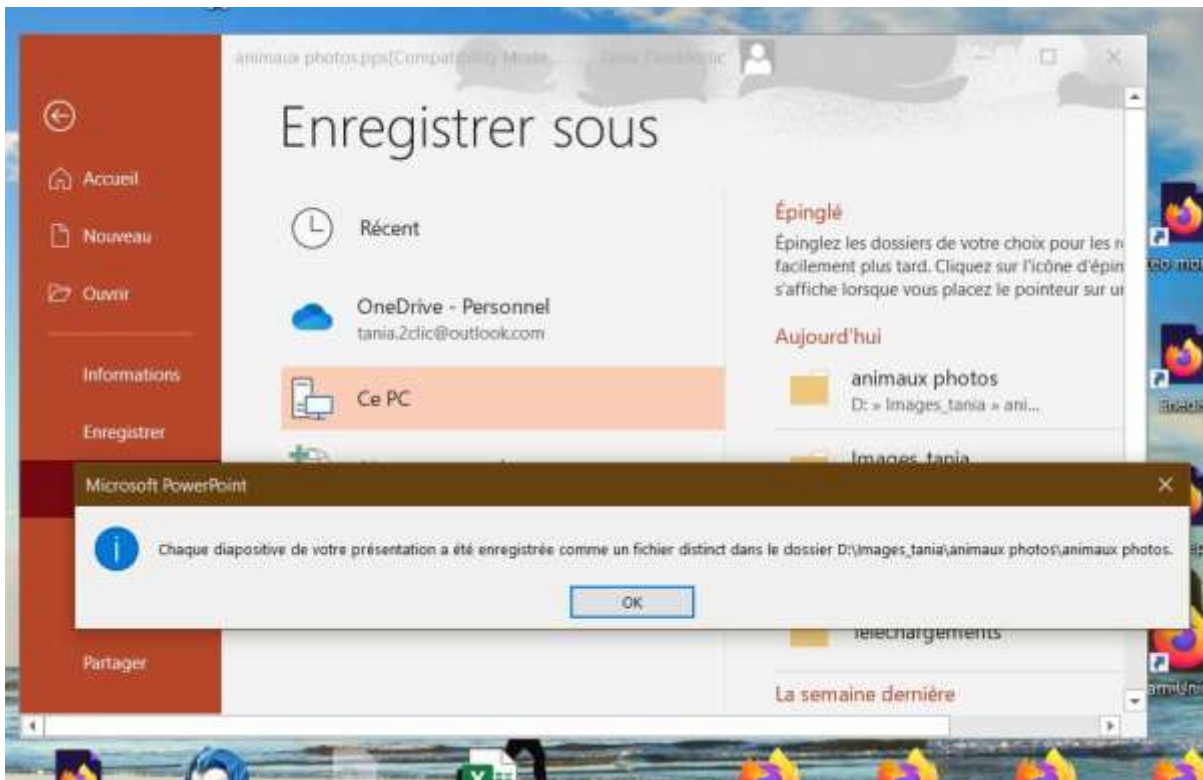 animaux photos.pps[Compatibility Mode
Enregistrer sous
Accueil
Nouveau
Ouvrir
Informations
Enregistrer
Partager
Récent
OneDrive - Personnel
tania.2clic@outlook.com
Ce PC
Épinglé
Épinglez les dossiers de votre choix pour les
facilement plus tard. Cliquez sur l'icône d'épin
s'affiche lorsque vous placez le pointeur sur
Aujourd'hui
animaux photos
D: » Images_tania » ani...
Images_tania
Microsoft PowerPoint
Chaque diapositive de votre présentation a été enregistrée comme un fichier distinct dans le dossier D:\Images_tania\animaux photos\animaux photos.
OK
Téléchargements
La semaine dernière